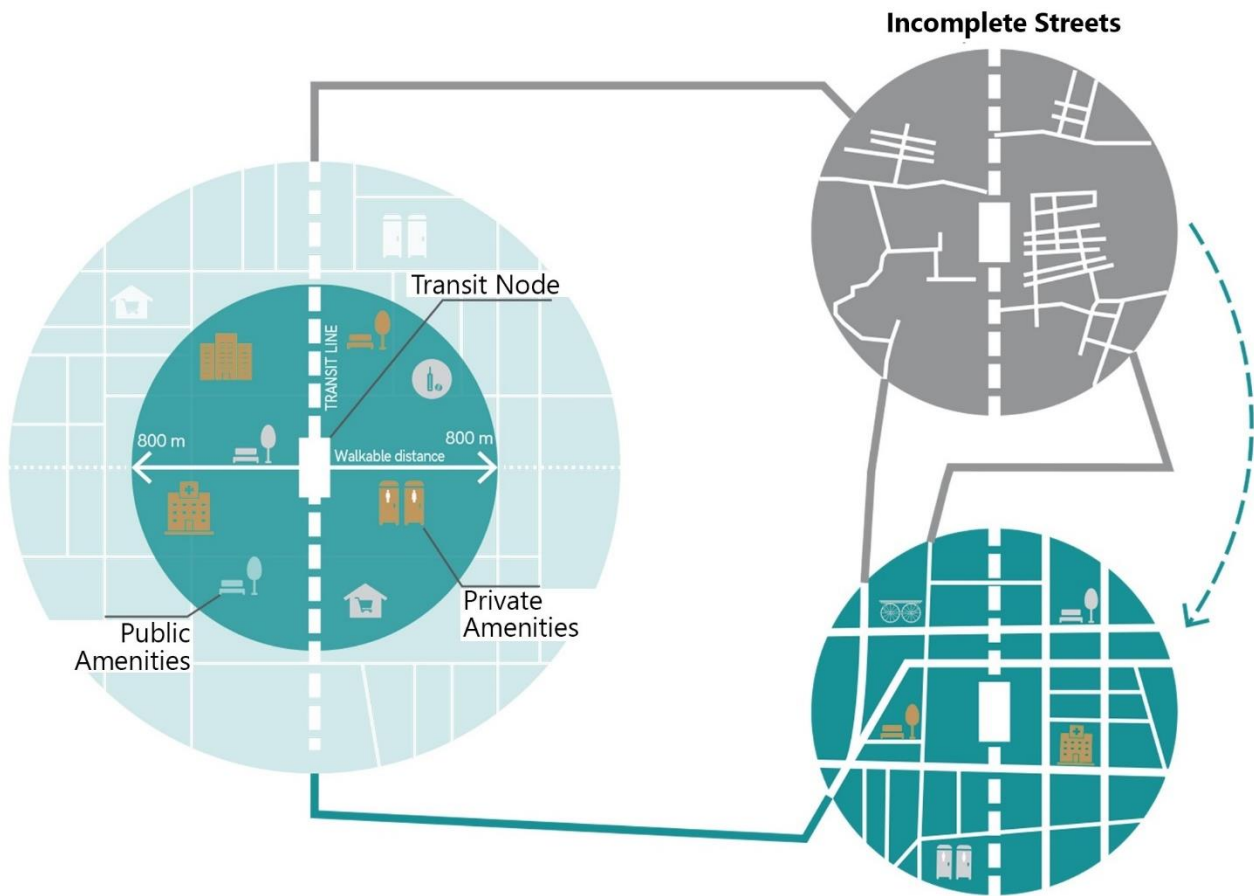 Incomplete Streets
Transit Node
TRANSIT LINE
800 m
800 m
Walkable distance
Public
Amenities
Private
Amenities